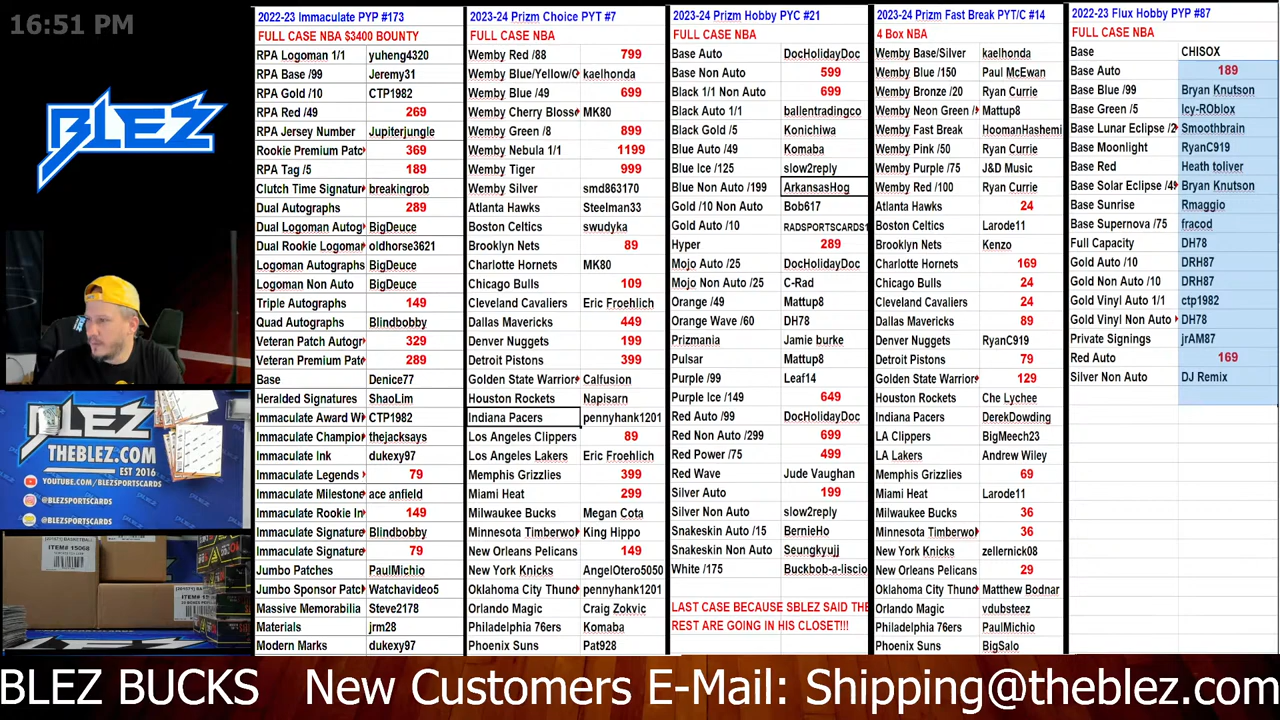 16:51 PM
BLEZ
BLEZ
THEBLEZ.COM
EST 2016
YOUTUBE.COM/BLEZSPORTSCARDS
@BLEZSPORTSCARDS
@BLEZSPORTSCARDS
ITEM# 15068
2022-23 Immaculate PYP #173
FULL CASE NBA $3400 BOUNTY
RPA Logoman 1/1 yuheng4320
RPA Base /99 Jeremy31
RPA Gold /10 CTP1982
RPA Red /49 269
RPA Jersey Number Jupiterjungle
Rookie Premium Patc 369
RPA Tag /5 189
Clutch Time Signatur breakingrob
Dual Autographs 289
Dual Logoman Autog BigDeuce
Dual Rookie Logoma oldhorse3621
Logoman Autographs BigDeuce
Logoman Non Auto BigDeuce
Triple Autographs 149
Quad Autographs Blindbobby
Veteran Patch Autogr 329
Veteran Premium Pate 289
Base Denice77
Heralded Signatures ShaoLim
Immaculate Award Wi CTP1982
Immaculate Champio thejacksays
Immaculate Ink dukexy97
Immaculate Legends 79
Immaculate Milestone ace anfield
Immaculate Rookie In 149
Immaculate Signature Blindbobby
Immaculate Signature 79
Jumbo Patches PaulMichio
Jumbo Sponsor Patc Watchavideo5
Massive Memorabilia Steve2178
Materials jrm28
Modern Marks dukexy97
2023-24 Prizm Choice PYT #7
FULL CASE NBA
Wemby Red /88 799
Wemby Blue/Yellow/G kaelhonda
Wemby Blue /49 699
Wemby Cherry Blosso MK80
Wemby Green /8 899
Wemby Nebula 1/1 1199
Wemby Tiger 999
Wemby Silver smd863170
Atlanta Hawks Steelman33
Boston Celtics swudyka
Brooklyn Nets 89
Charlotte Hornets MK80
Chicago Bulls 109
Cleveland Cavaliers Eric Froehlich
Dallas Mavericks 449
Denver Nuggets 199
Detroit Pistons 399
Golden State Warrior Calfusion
Houston Rockets Napisarn
Indiana Pacers pennyhank1201
Los Angeles Clippers 89
Los Angeles Lakers Eric Froehlich
Memphis Grizzlies 399
Miami Heat 299
Milwaukee Bucks Megan Cota
Minnesota Timberwo King Hippo
New Orleans Pelicans 149
New York Knicks AngelOtero5050
Oklahoma City Thun pennyhank1201
Orlando Magic Craig Zokvic
Philadelphia 76ers Komaba
Phoenix Suns Pat928
2023-24 Prizm Hobby PYC #21
FULL CASE NBA
Base Auto DocHolidayDoc
Base Non Auto 599
Black 1/1 Non Auto 699
Black Auto 1/1 ballentradingco
Black Gold /5 Konichiwa
Blue Auto /49 Komaba
Blue Ice /125 slow2reply
Blue Non Auto /199 ArkansasHog
Gold /10 Non Auto Bob617
Gold Auto /10 RADSPORTSCARDS1
Hyper 289
Mojo Auto /25 DocHolidayDoc
Mojo Non Auto /25 C-Rad
Orange /49 Mattup8
Orange Wave /60 DH78
Prizmania Jamie burke
Pulsar Mattup8
Purple /99 Leaf14
Purple Ice /149 649
Red Auto /99 DocHolidayDoc
Red Non Auto /299 699
Red Power /75 499
Red Wave Jude Vaughan
Silver Auto 199
Silver Non Auto slow2reply
Snakeskin Auto /15 BernieHo
Snakeskin Non Auto Seungkyujj
White /175 Buckbob-a-liscio
LAST CASE BECAUSE SBLEZ SAID THE
REST ARE GOING IN HIS CLOSET!!!
2023-24 Prizm Fast Break PYT/C #14
4 Box NBA
Wemby Base/Silver kaelhonda
Wemby Blue /150 Paul McEwan
Wemby Bronze /20 Ryan Currie
Wemby Neon Green / Mattup8
Wemby Fast Break HoomanHashemi
Wemby Pink /50 Ryan Currie
Wemby Purple /75 J&D Music
Wemby Red /100 Ryan Currie
Atlanta Hawks 24
Boston Celtics Larode11
Brooklyn Nets Kenzo
Charlotte Hornets 169
Chicago Bulls 24
Cleveland Cavaliers 24
Dallas Mavericks 89
Denver Nuggets RyanC919
Detroit Pistons 79
Golden State Warrior 129
Houston Rockets Che Lychee
Indiana Pacers DerekDowding
LA Clippers BigMeech23
LA Lakers Andrew Wiley
Memphis Grizzlies 69
Miami Heat Larode11
Milwaukee Bucks 36
Minnesota Timberwo 36
New York Knicks zellernick08
New Orleans Pelicans 29
Oklahoma City Thund Matthew Bodnar
Orlando Magic vdubsteez
Philadelphia 76ers PaulMichio
Phoenix Suns BigSalo
2022-23 Flux Hobby PYP #87
FULL CASE NBA
Base CHISOX
Base Auto 189
Base Blue /99 Bryan Knutson
Base Green /5 Icy-ROblox
Base Lunar Eclipse /2 Smoothbrain
Base Moonlight RyanC919
Base Red Heath toliver
Base Solar Eclipse /49 Bryan Knutson
Base Sunrise Rmaggio
Base Supernova /75 fracod
Full Capacity DH78
Gold Auto /10 DRH87
Gold Non Auto /10 DRH87
Gold Vinyl Auto 1/1 ctp1982
Gold Vinyl Non Auto DH78
Private Signings jrAM87
Red Auto 169
Silver Non Auto DJ Remix
BLEZ BUCKS New Customers E-Mail: Shipping@theblez.com